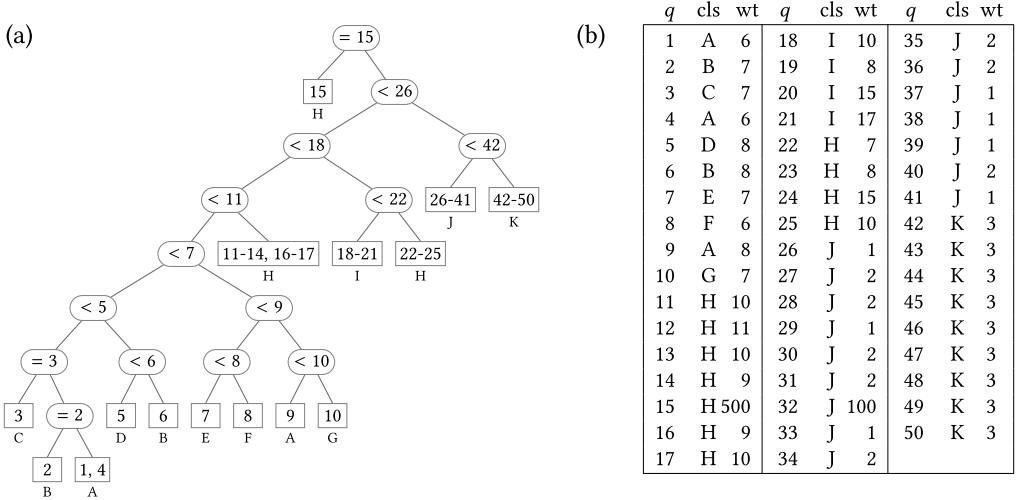 (a)
= 15
15
H
< 26
< 18
< 42
< 11
< 22
26-41
J
42-50
K
< 7
11-14, 16-17
H
18-21
I
22-25
H
< 5
< 9
= 3
< 6
< 8
< 10
3
C
= 2
5
D
6
B
7
E
8
F
9
A
10
G
2
B
1, 4
A
(b)
q cls wt q cls wt q cls wt
1 A 6 18 I 10 35 J 2
2 B 7 19 I 8 36 J 2
3 C 7 20 I 15 37 J 1
4 A 6 21 I 17 38 J 1
5 D 8 22 H 7 39 J 1
6 B 8 23 H 8 40 J 2
7 E 7 24 H 15 41 J 1
8 F 6 25 H 10 42 K 3
9 A 8 26 J 1 43 K 3
10 G 7 27 J 2 44 K 3
11 H 10 28 J 2 45 K 3
12 H 11 29 J 1 46 K 3
13 H 10 30 J 2 47 K 3
14 H 9 31 J 2 48 K 3
15 H 500 32 J 100 49 K 3
16 H 9 33 J 1 50 K 3
17 H 10 34 J 2